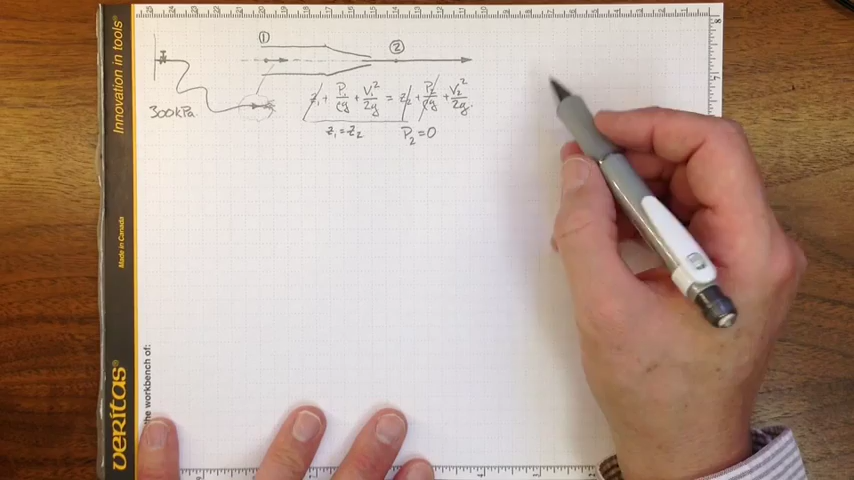 ① ②
300kPa
z₁ + P₁/ρg + V₁²/2g = z₂ + P₂/ρg + V₂²/2g.
z₁ = z₂ P₂ = 0
Innovation in tools™
Made in Canada
veritas®
the workbench of: